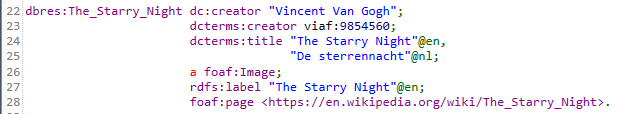 22 dbres:The_Starry_Night dc:creator "Vincent Van Gogh";
23 dcterms:creator viaf:9854560;
24 dcterms:title "The Starry Night"@en,
25 "De sterrennacht"@nl;
26 a foaf:Image;
27 rdfs:label "The Starry Night"@en;
28 foaf:page <https://en.wikipedia.org/wiki/The_Starry_Night>.